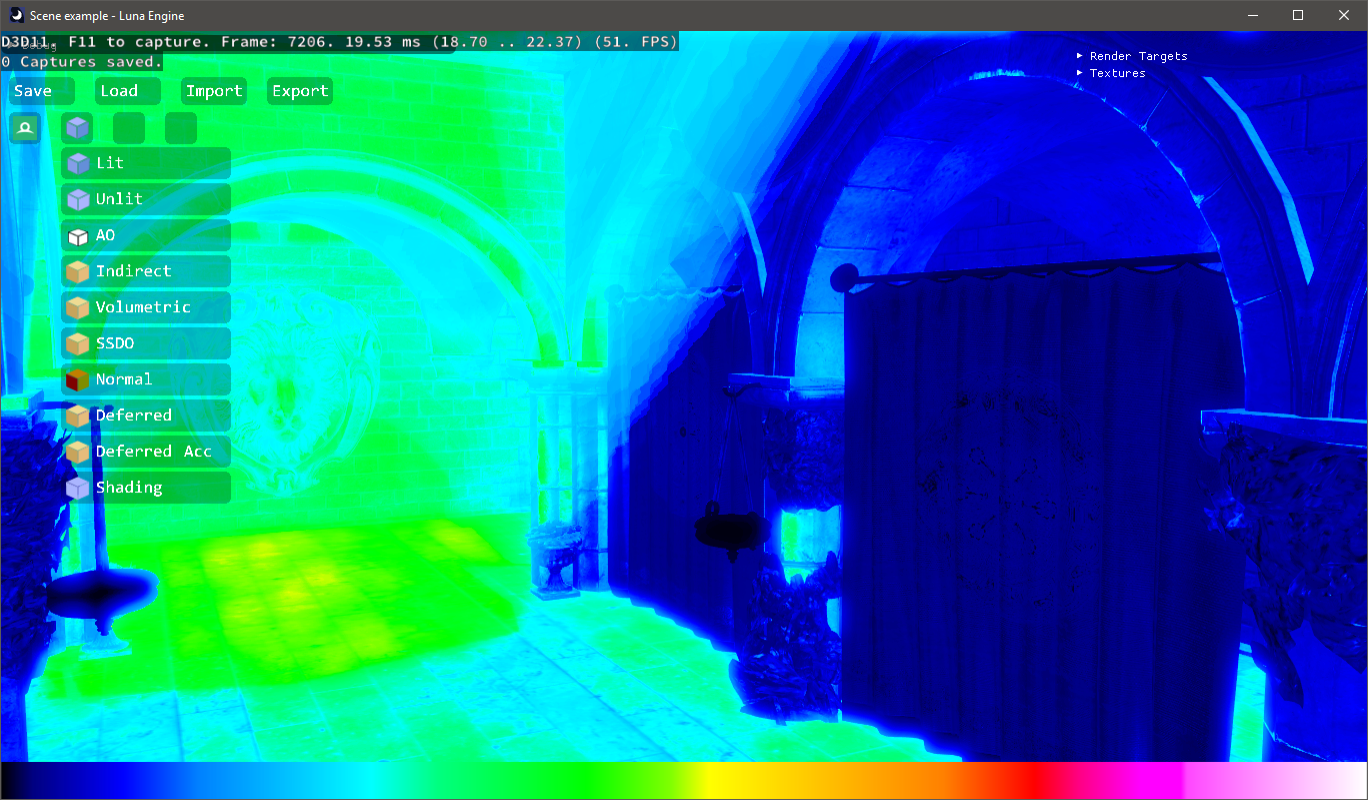 Scene example - Luna Engine
D3D11. F11 to capture. Frame: 7206. 19.53 ms (18.70 .. 22.37) (51. FPS)
Debug
0 Captures saved.
Render Targets
Textures
Save Load Import Export
Lit
Unlit
AO
Indirect
Volumetric
SSDO
Normal
Deferred
Deferred Acc
Shading